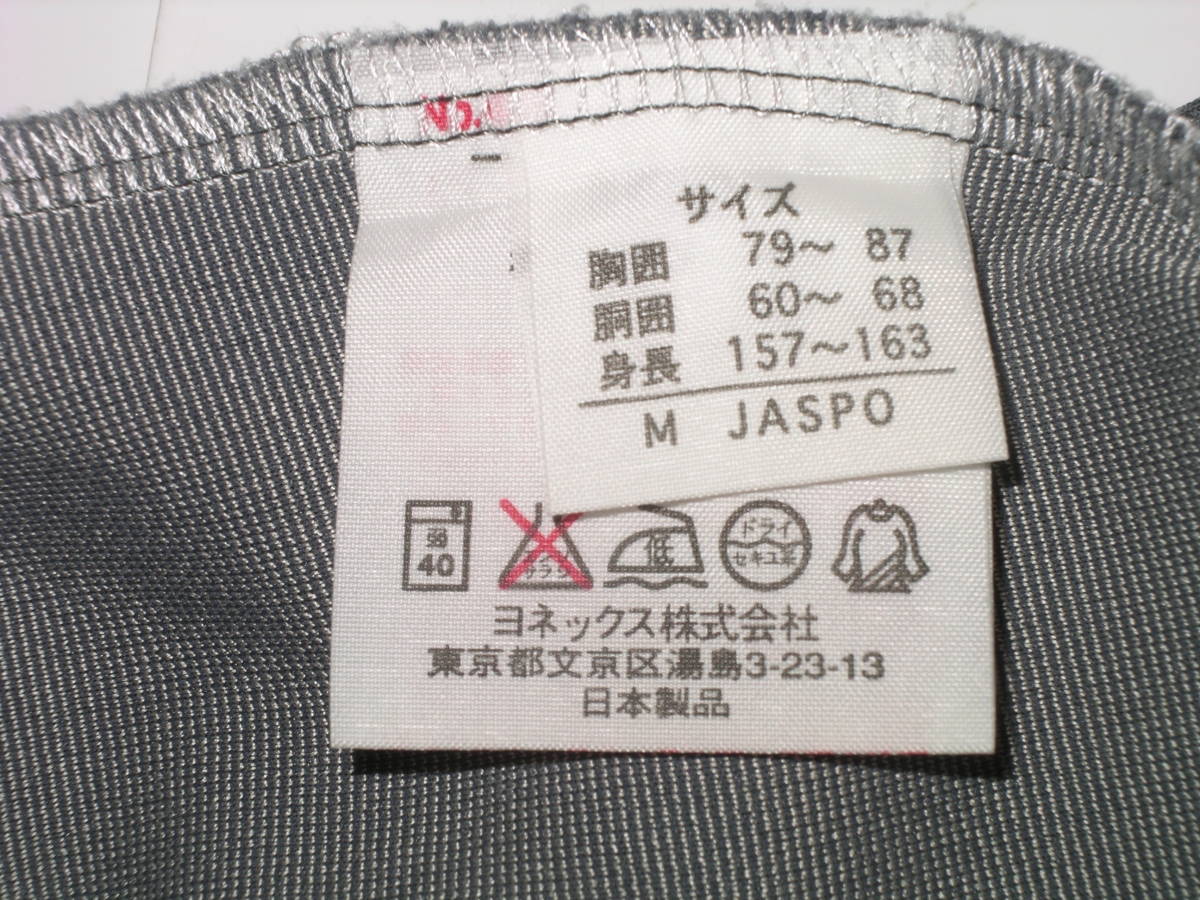 サイズ
胸囲 79～ 87
胴囲 60～ 68
身長 157～163
M JASPO
弱
40
低
ドライ
セキユ系
ヨネックス株式会社
東京都文京区湯島3-23-13
日本製品